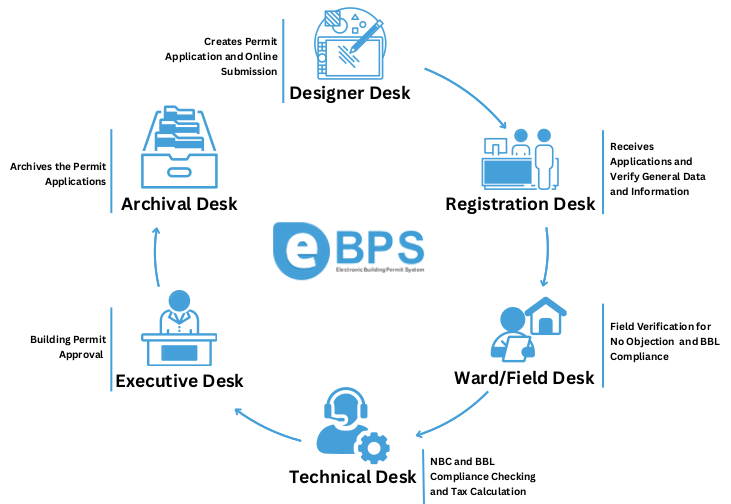 Creates Permit
Application and Online
Submission
Designer Desk
Receives
Applications and
Verify General Data
and Information
Registration Desk
Archives the Permit
Applications
Archival Desk
eBPS
Electronic Building Permit System
Field Verification for
No Objection and BBL
Compliance
Ward/Field Desk
Building Permit
Approval
Executive Desk
Technical Desk
NBC and BBL
Compliance Checking
and Tax Calculation